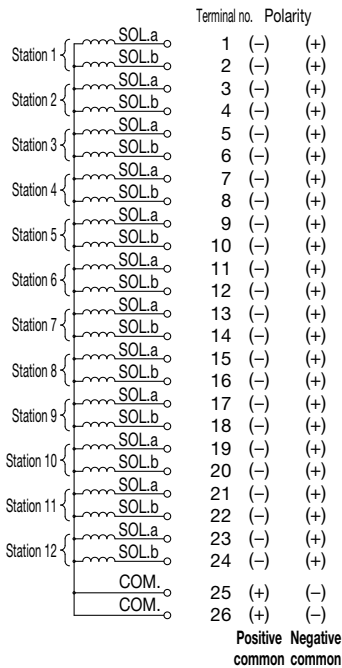 Terminal no. Polarity
Station 1 SOL.a 1 (–) (+)
SOL.b 2 (–) (+)
Station 2 SOL.a 3 (–) (+)
SOL.b 4 (–) (+)
Station 3 SOL.a 5 (–) (+)
SOL.b 6 (–) (+)
Station 4 SOL.a 7 (–) (+)
SOL.b 8 (–) (+)
Station 5 SOL.a 9 (–) (+)
SOL.b 10 (–) (+)
Station 6 SOL.a 11 (–) (+)
SOL.b 12 (–) (+)
Station 7 SOL.a 13 (–) (+)
SOL.b 14 (–) (+)
Station 8 SOL.a 15 (–) (+)
SOL.b 16 (–) (+)
Station 9 SOL.a 17 (–) (+)
SOL.b 18 (–) (+)
Station 10 SOL.a 19 (–) (+)
SOL.b 20 (–) (+)
Station 11 SOL.a 21 (–) (+)
SOL.b 22 (–) (+)
Station 12 SOL.a 23 (–) (+)
SOL.b 24 (–) (+)
COM. 25 (+) (–)
COM. 26 (+) (–)
Positive Negative
common common